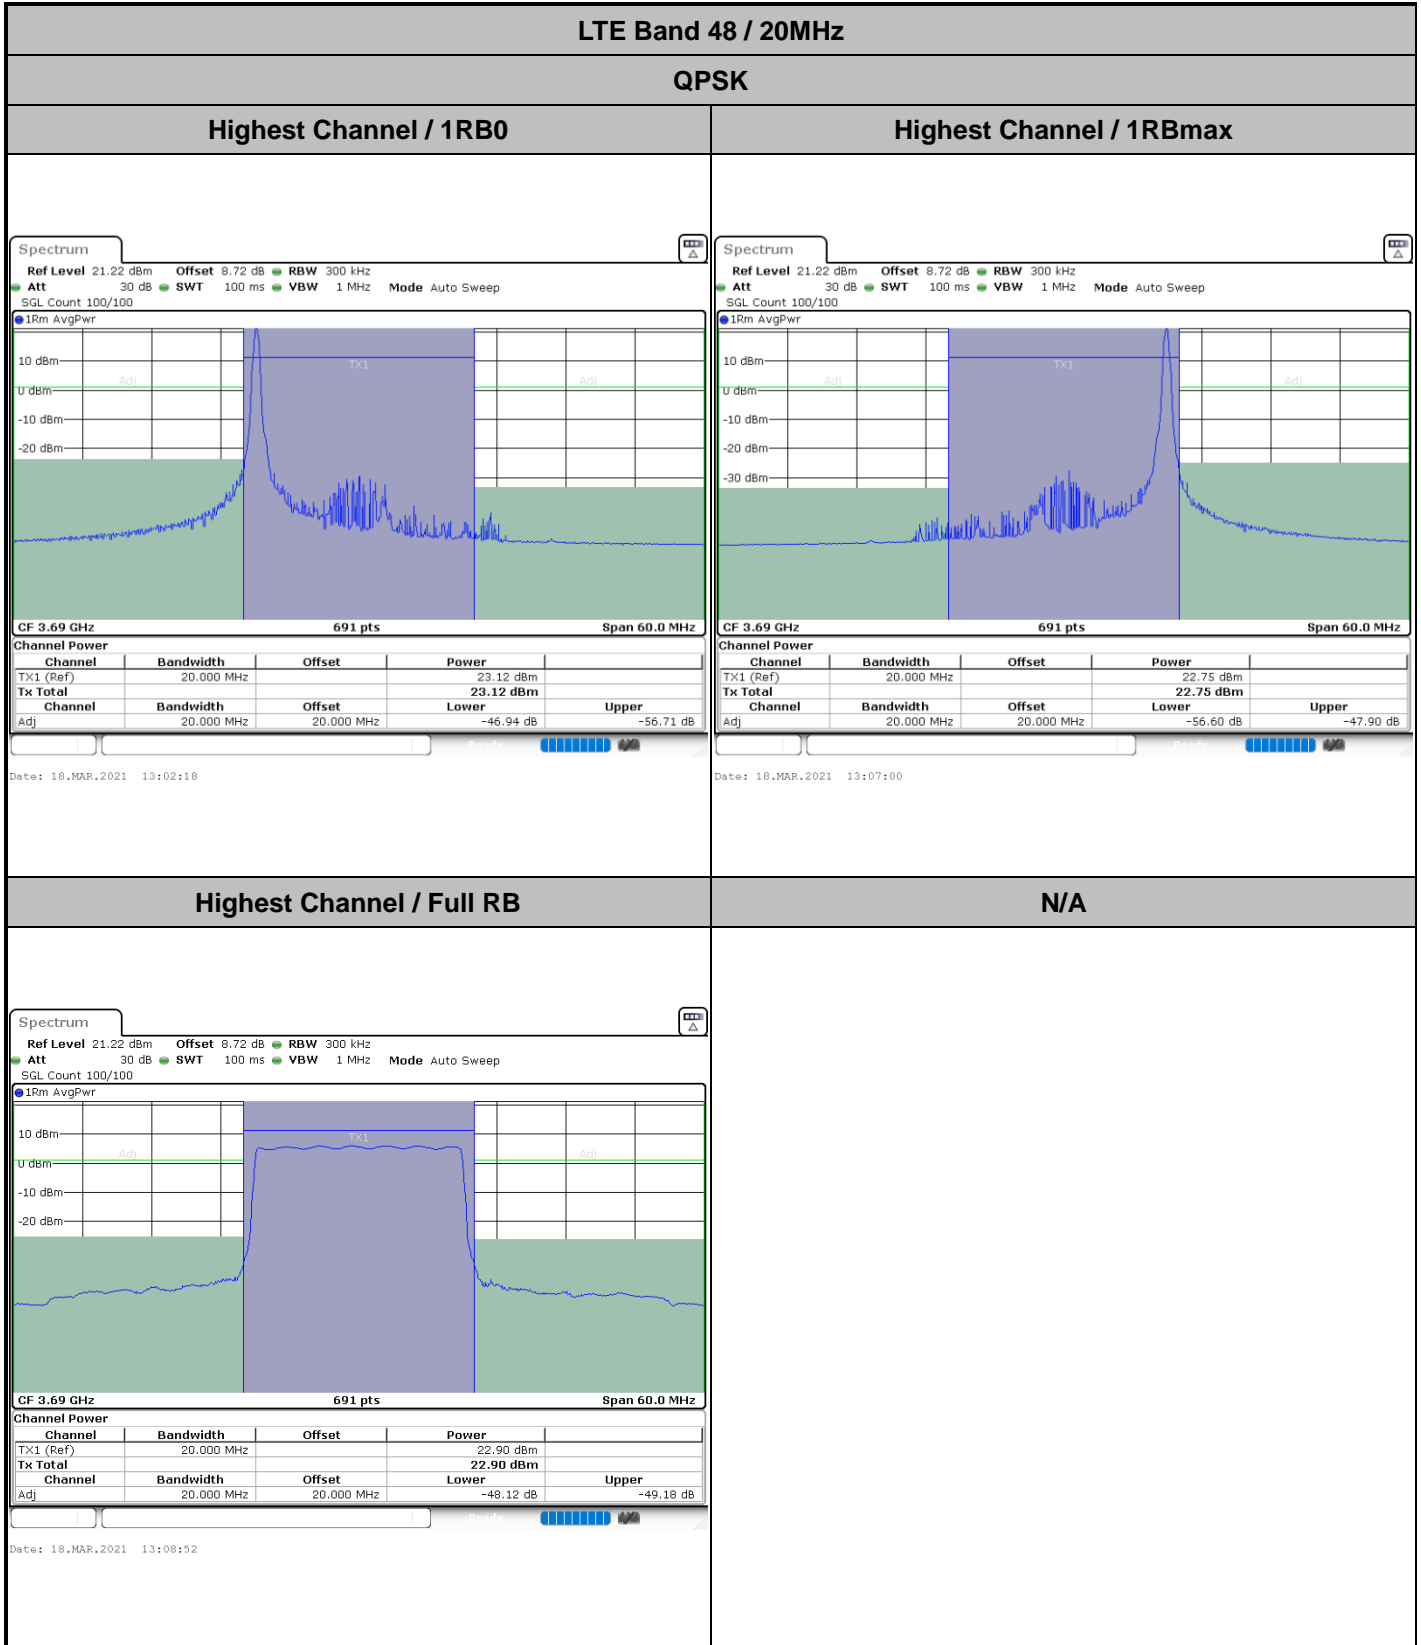 LTE Band 48 / 20MHz
QPSK
Highest Channel / 1RB0
Highest Channel / 1RBmax
Spectrum
Ref Level 21.22 dBm Offset 8.72 dB RBW 300 kHz
Att 30 dB SWT 100 ms VBW 1 MHz Mode Auto Sweep
SGL Count 100/100
1Rm AvgPwr
TX1
10 dBm
Adj
Adj
0 dBm
-10 dBm
-20 dBm
CF 3.69 GHz 691 pts Span 60.0 MHz
Channel Power
Channel Bandwidth Offset Power
TX1 (Ref) 20.000 MHz 23.12 dBm
Tx Total 23.12 dBm
Channel Bandwidth Offset Lower Upper
Adj 20.000 MHz 20.000 MHz -46.94 dB -56.71 dB
Ready
Date: 18.MAR.2021 13:02:18
Spectrum
Ref Level 21.22 dBm Offset 8.72 dB RBW 300 kHz
Att 30 dB SWT 100 ms VBW 1 MHz Mode Auto Sweep
SGL Count 100/100
1Rm AvgPwr
10 dBm
TX1
Adj
Adj
0 dBm
-10 dBm
-20 dBm
-30 dBm
CF 3.69 GHz 691 pts Span 60.0 MHz
Channel Power
Channel Bandwidth Offset Power
TX1 (Ref) 20.000 MHz 22.75 dBm
Tx Total 22.75 dBm
Channel Bandwidth Offset Lower Upper
Adj 20.000 MHz 20.000 MHz -56.60 dB -47.90 dB
Ready
Date: 18.MAR.2021 13:07:00
Highest Channel / Full RB
N/A
Spectrum
Ref Level 21.22 dBm Offset 8.72 dB RBW 300 kHz
Att 30 dB SWT 100 ms VBW 1 MHz Mode Auto Sweep
SGL Count 100/100
1Rm AvgPwr
10 dBm
TX1
Adj
Adj
0 dBm
-10 dBm
-20 dBm
CF 3.69 GHz 691 pts Span 60.0 MHz
Channel Power
Channel Bandwidth Offset Power
TX1 (Ref) 20.000 MHz 22.90 dBm
Tx Total 22.90 dBm
Channel Bandwidth Offset Lower Upper
Adj 20.000 MHz 20.000 MHz -48.12 dB -49.18 dB
Ready
Date: 18.MAR.2021 13:08:52